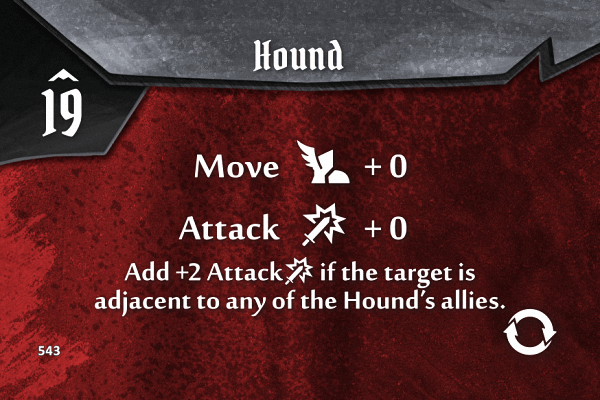 Hound
19
Move + 0
Attack + 0
Add +2 Attack if the target is
adjacent to any of the Hound's allies.
543